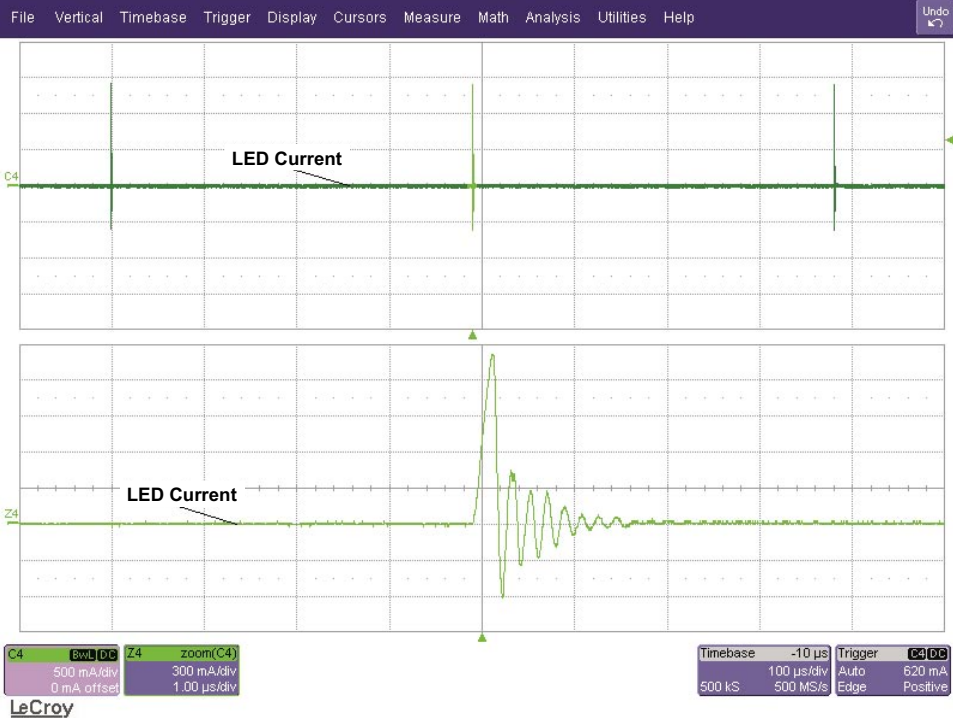 File Vertical Timebase Trigger Display Cursors Measure Math Analysis Utilities Help Undo
LED Current
C4
LED Current
Z4
C4 BwL DC Z4 zoom(C4) Timebase -10 µs Trigger C4 DC
500 mA/div 300 mA/div 100 µs/div Auto 620 mA
0 mA offset 1.00 µs/div 500 kS 500 MS/s Edge Positive
LeCroy